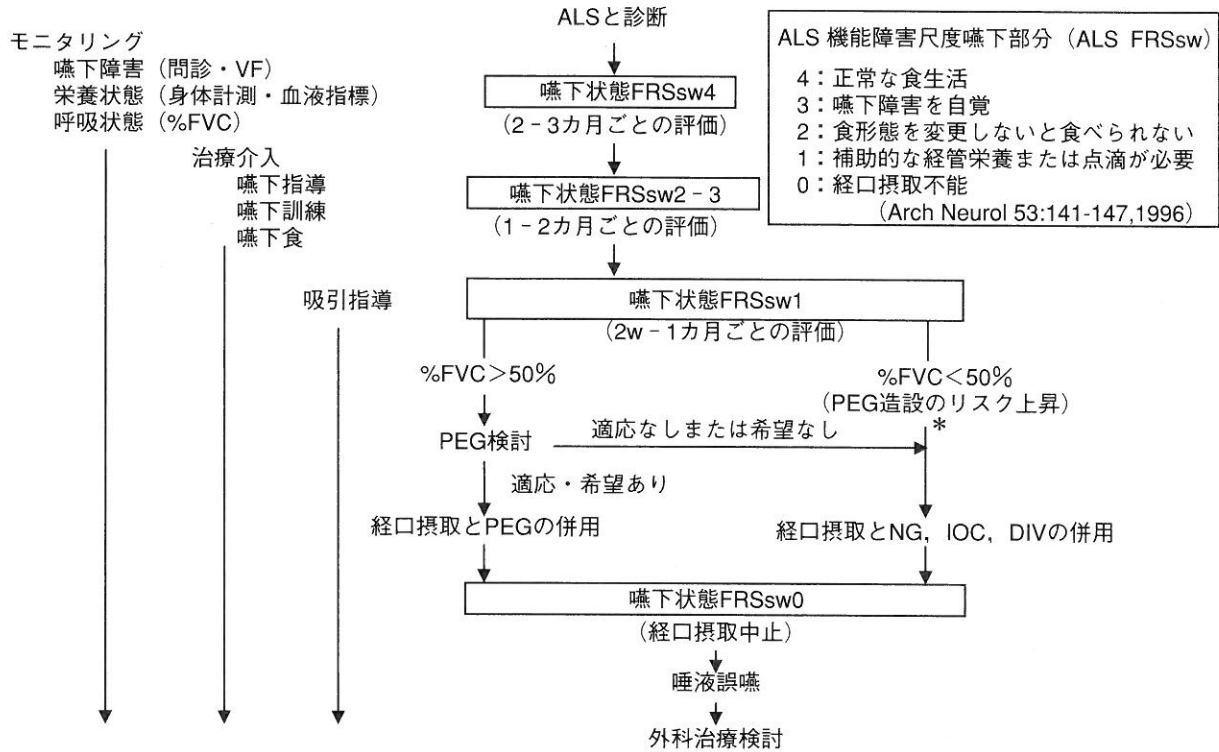 ALSと診断
モニタリング
嚥下障害（問診・VF）
栄養状態（身体計測・血液指標）
呼吸状態（%FVC）
治療介入
嚥下指導
嚥下訓練
嚥下食
吸引指導
嚥下状態FRSsw4
（2－3カ月ごとの評価）
嚥下状態FRSsw2－3
（1－2カ月ごとの評価）
ALS 機能障害尺度嚥下部分（ALS FRSsw）
4：正常な食生活
3：嚥下障害を自覚
2：食形態を変更しないと食べられない
1：補助的な経管栄養または点滴が必要
0：経口摂取不能
（Arch Neurol 53:141-147,1996）
嚥下状態FRSsw1
（2w－1カ月ごとの評価）
%FVC＞50%
%FVC＜50%
（PEG造設のリスク上昇）
*
PEG検討
適応なしまたは希望なし
適応・希望あり
経口摂取とPEGの併用
経口摂取とNG，IOC，DIVの併用
嚥下状態FRSsw0
（経口摂取中止）
唾液誤嚥
外科治療検討